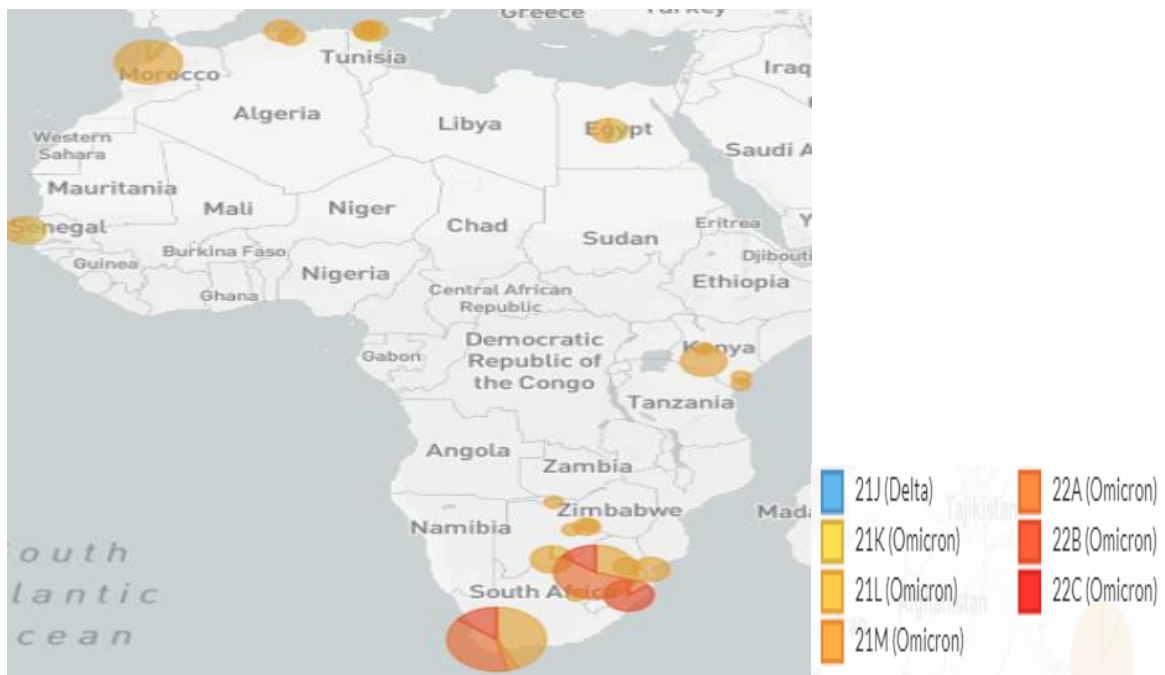 Greece
Turkey
Tunisia
Morocco
Iraq
Algeria
Libya
Egypt
Western
Sahara
Saudi A
Mauritania
Mali
Niger
Chad
Senegal
Eritrea
Y
Sudan
Burkina Faso
Guinea
Nigeria
Djibouti
Ethiopia
Ghana
Central African
Republic
Democratic
Republic of
the Congo
Kenya
Gabon
Tanzania
Angola
Zambia
Zimbabwe
Mada
Namibia
South Africa
outh
lantic
cean
21J (Delta)
22A (Omicron)
Tajikistan
21K (Omicron)
22B (Omicron)
21L (Omicron)
22C (Omicron)
Afghanistan
21M (Omicron)